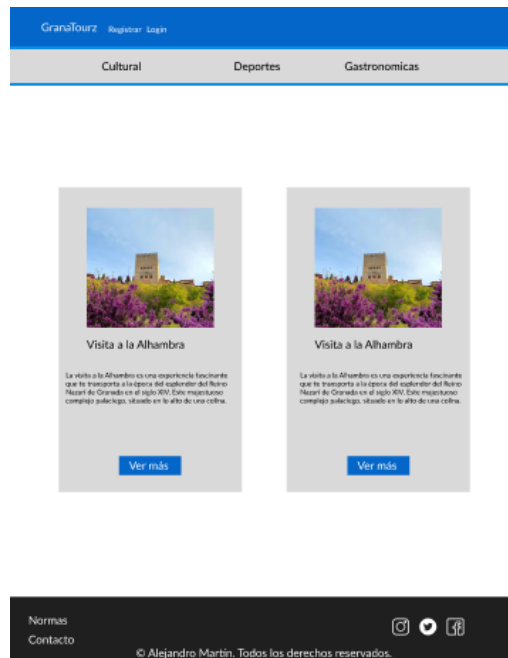 GranaTourz Registrar Login
Cultural Deportes Gastronomicas
Visita a la Alhambra
La visita a la Alhambra es una experiencia fascinante
que te transporta a la época del esplendor del Reino
Nazarí de Granada en el siglo XIV. Este majestuoso
complejo palaciego, situado en lo alto de una colina.
Ver más
Visita a la Alhambra
La visita a la Alhambra es una experiencia fascinante
que te transporta a la época del esplendor del Reino
Nazarí de Granada en el siglo XIV. Este majestuoso
complejo palaciego, situado en lo alto de una colina.
Ver más
Normas
Contacto
© Alejandro Martín. Todos los derechos reservados.